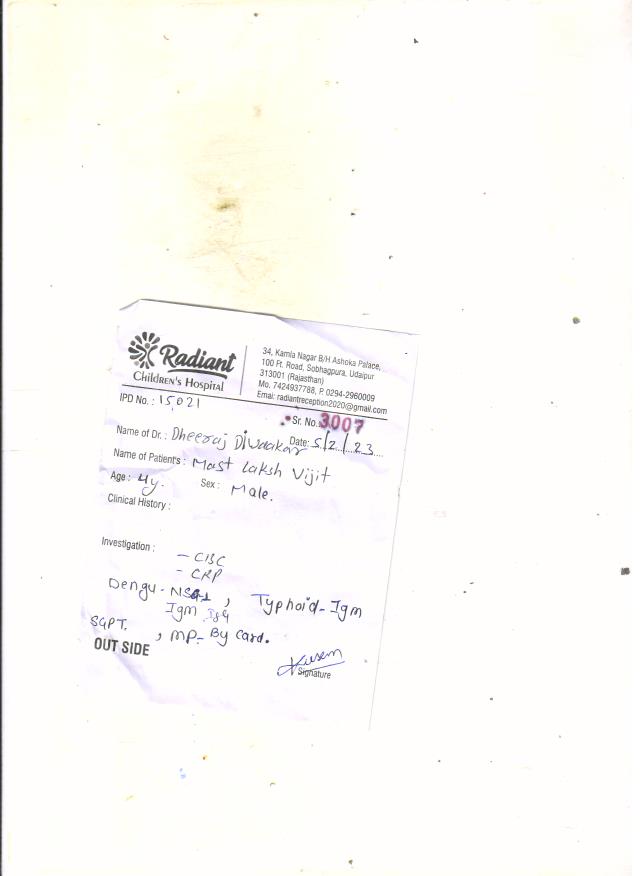 Radiant
Children's Hospital
34, Kamla Nagar B/H Ashoka Palace,
100 Ft. Road, Sobhagpura, Udaipur
313001 (Rajasthan)
Mo. 7424937788, P. 0294-2960009
Emai: radiantreception2020@gmail.com
IPD No. : 15021
Sr. No. 3007
Name of Dr. : Dheeraj Divaakar Date: 5/2/23
Name of Patient's : Mast Laksh Vijit
Age : 4y. Sex : Male.
Clinical History :
Investigation :
- CBC
- CRP
Dengu - NS1, Typhoid - Igm
Igm Igg
SGPT. , MP - By card.
OUT SIDE
Signature